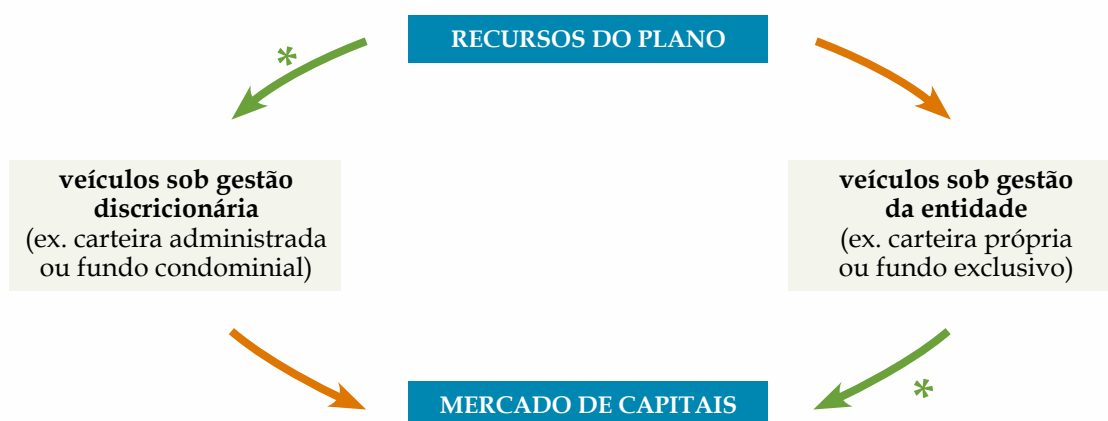 RECURSOS DO PLANO
*
veículos sob gestão
discricionária
(ex. carteira administrada
ou fundo condominial)
veículos sob gestão
da entidade
(ex. carteira própria
ou fundo exclusivo)
*
MERCADO DE CAPITAIS